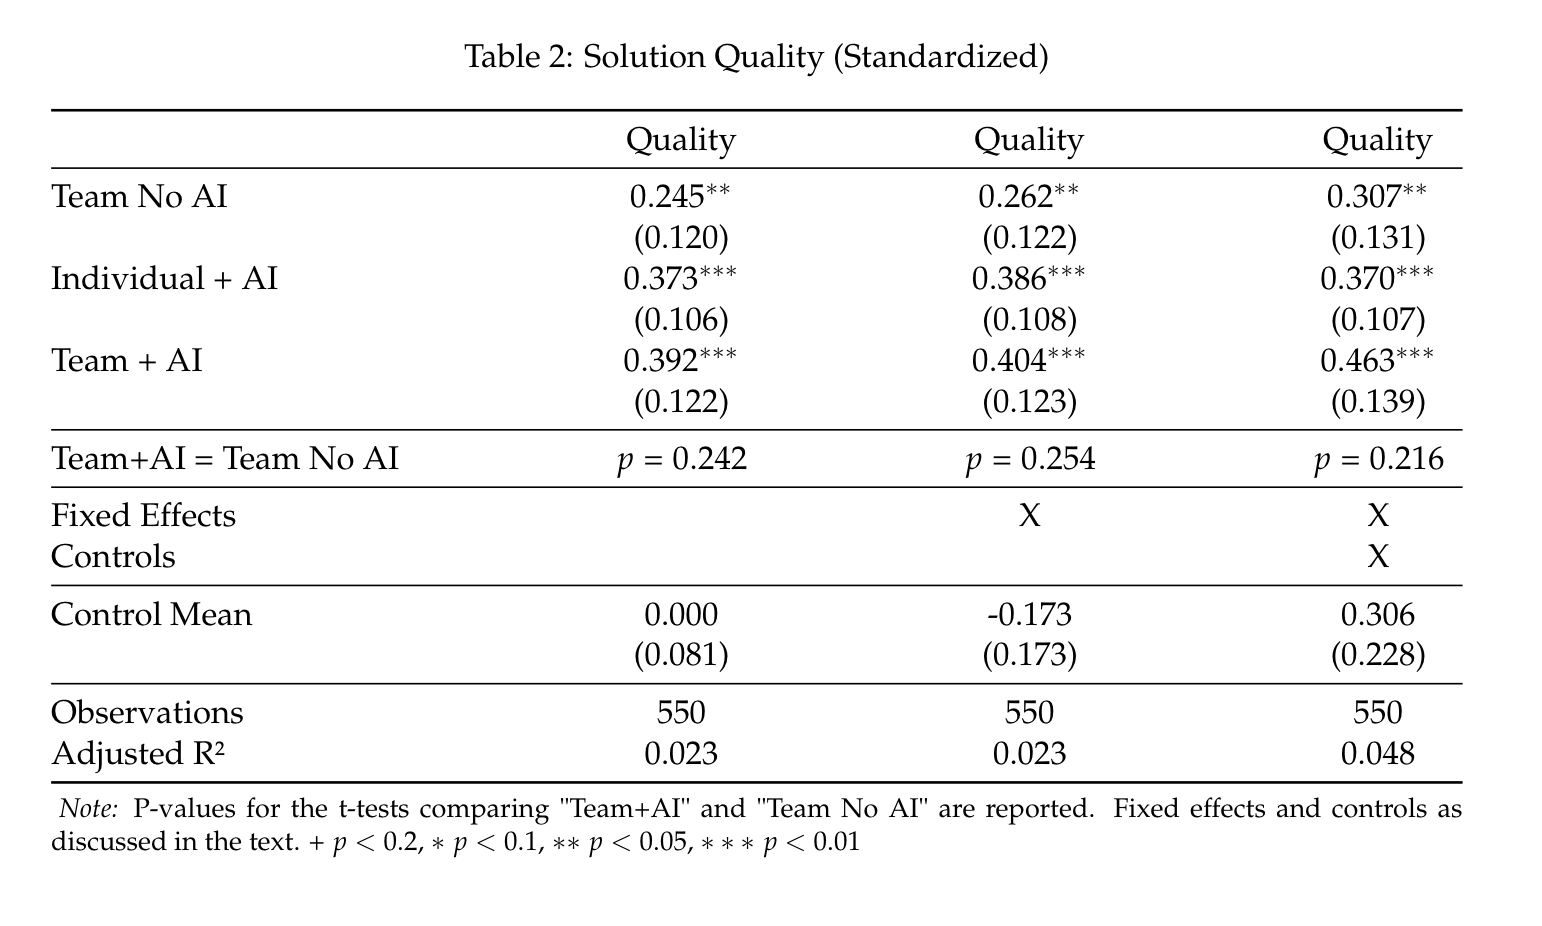 Table 2: Solution Quality (Standardized)
Quality Quality Quality
Team No AI 0.245** 0.262** 0.307**
(0.120) (0.122) (0.131)
Individual + AI 0.373*** 0.386*** 0.370***
(0.106) (0.108) (0.107)
Team + AI 0.392*** 0.404*** 0.463***
(0.122) (0.123) (0.139)
Team+AI = Team No AI p = 0.242 p = 0.254 p = 0.216
Fixed Effects X X
Controls X
Control Mean 0.000 -0.173 0.306
(0.081) (0.173) (0.228)
Observations 550 550 550
Adjusted R² 0.023 0.023 0.048
Note: P-values for the t-tests comparing "Team+AI" and "Team No AI" are reported. Fixed effects and controls as
discussed in the text. + p < 0.2, * p < 0.1, ** p < 0.05, * * * p < 0.01